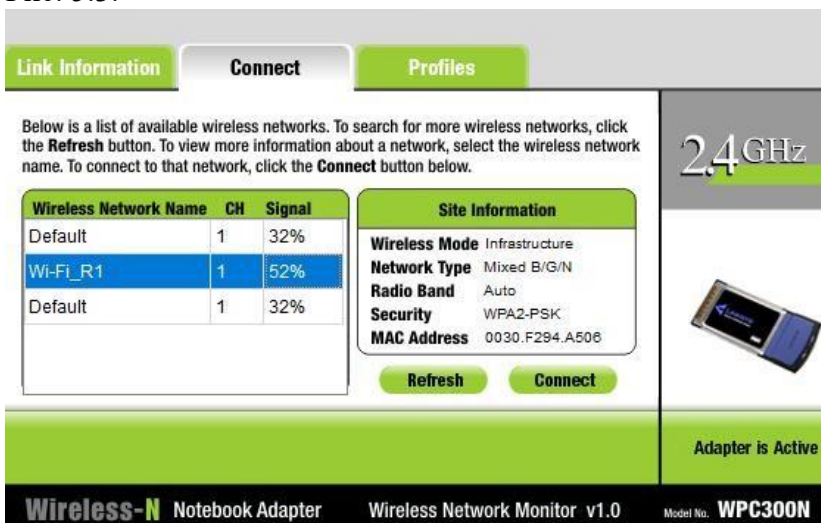 Link Information Connect Profiles
Below is a list of available wireless networks. To search for more wireless networks, click
the Refresh button. To view more information about a network, select the wireless network
name. To connect to that network, click the Connect button below.
2.4GHz
Wireless Network Name CH Signal
Default 1 32%
Wi-Fi_R1 1 52%
Default 1 32%
Site Information
Wireless Mode Infrastructure
Network Type Mixed B/G/N
Radio Band Auto
Security WPA2-PSK
MAC Address 0030.F294.A506
Refresh Connect
Adapter is Active
Wireless-N Notebook Adapter Wireless Network Monitor v1.0 Model No. WPC300N